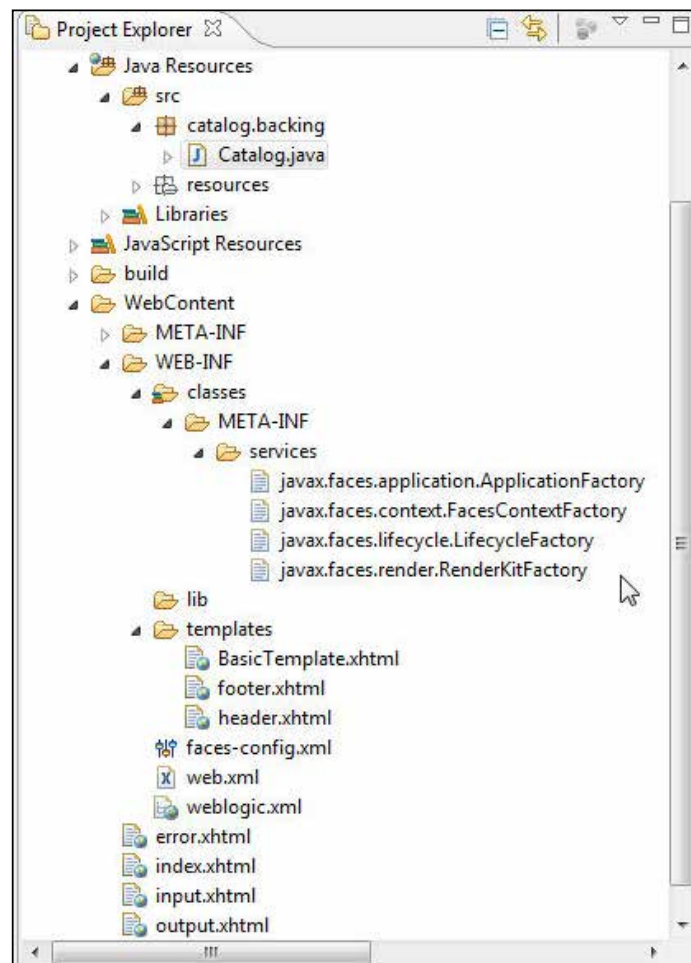 Project Explorer
Java Resources
src
catalog.backing
Catalog.java
resources
Libraries
JavaScript Resources
build
WebContent
META-INF
WEB-INF
classes
META-INF
services
javax.faces.application.ApplicationFactory
javax.faces.context.FacesContextFactory
javax.faces.lifecycle.LifecycleFactory
javax.faces.render.RenderKitFactory
lib
templates
BasicTemplate.xhtml
footer.xhtml
header.xhtml
faces-config.xml
web.xml
weblogic.xml
error.xhtml
index.xhtml
input.xhtml
output.xhtml